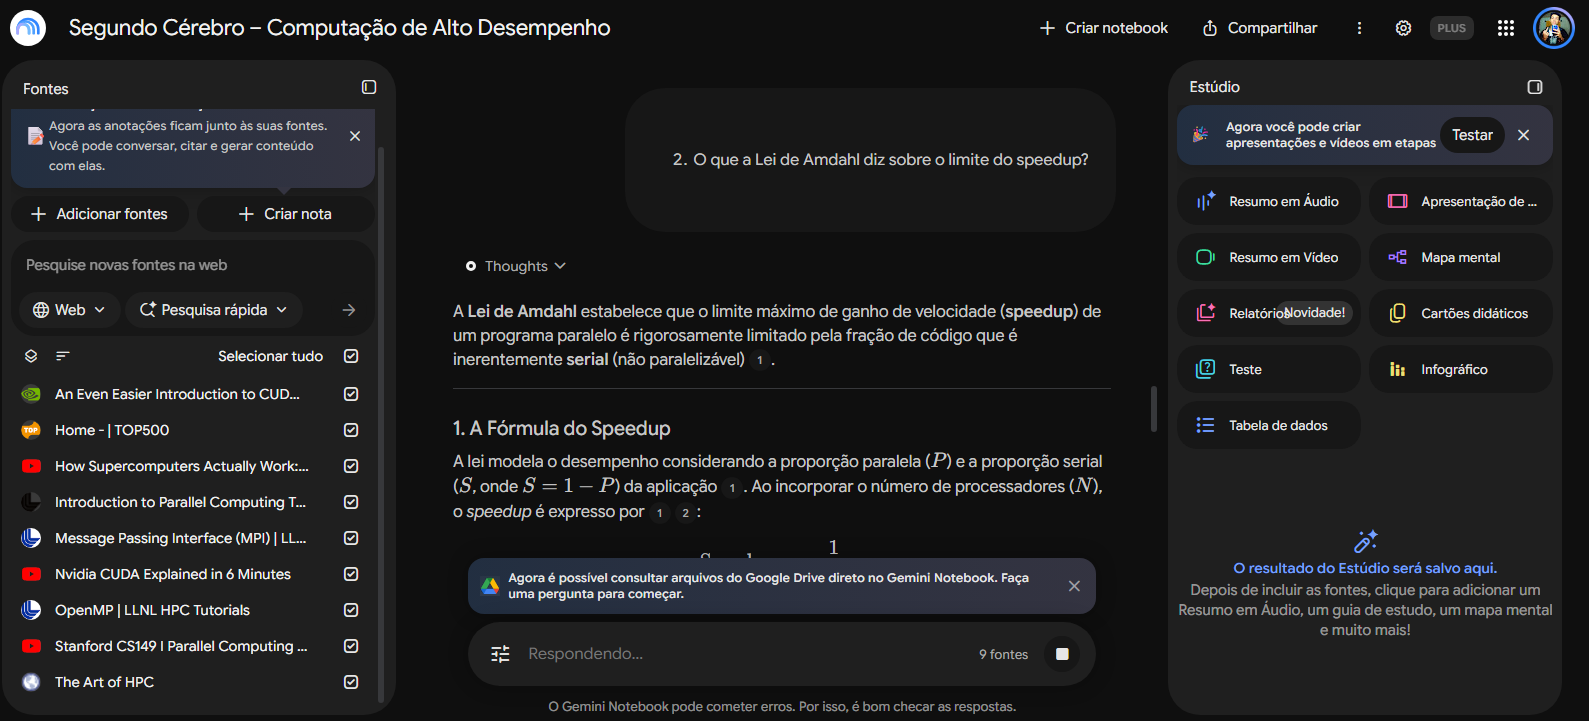 Segundo Cérebro – Computação de Alto Desempenho
Criar notebook
Compartilhar
PLUS
Fontes
Agora as anotações ficam junto às suas fontes.
Você pode conversar, citar e gerar conteúdo
com elas.
Adicionar fontes
Criar nota
Pesquise novas fontes na web
Web
Pesquisa rápida
Selecionar tudo
An Even Easier Introduction to CUD...
TOP
Home - | TOP500
How Supercomputers Actually Work:...
Introduction to Parallel Computing T...
Message Passing Interface (MPI) | LL...
Nvidia CUDA Explained in 6 Minutes
OpenMP | LLNL HPC Tutorials
Stanford CS149 I Parallel Computing ...
The Art of HPC
2. O que a Lei de Amdahl diz sobre o limite do speedup?
Thoughts
A Lei de Amdahl estabelece que o limite máximo de ganho de velocidade (speedup) de
um programa paralelo é rigorosamente limitado pela fração de código que é
inerentemente serial (não paralelizável) 1 .
1. A Fórmula do Speedup
A lei modela o desempenho considerando a proporção paralela (P) e a proporção serial
(S, onde S = 1 − P) da aplicação 1 . Ao incorporar o número de processadores (N),
o speedup é expresso por 1 2 :
1
Agora é possível consultar arquivos do Google Drive direto no Gemini Notebook. Faça
uma pergunta para começar.
Respondendo...
9 fontes
O Gemini Notebook pode cometer erros. Por isso, é bom checar as respostas.
Estúdio
Agora você pode criar
apresentações e vídeos em etapas
Testar
Resumo em Áudio
Apresentação de ...
Resumo em Vídeo
Mapa mental
Relatórios
Novidade!
Cartões didáticos
Teste
Infográfico
Tabela de dados
O resultado do Estúdio será salvo aqui.
Depois de incluir as fontes, clique para adicionar um
Resumo em Áudio, um guia de estudo, um mapa mental
e muito mais!